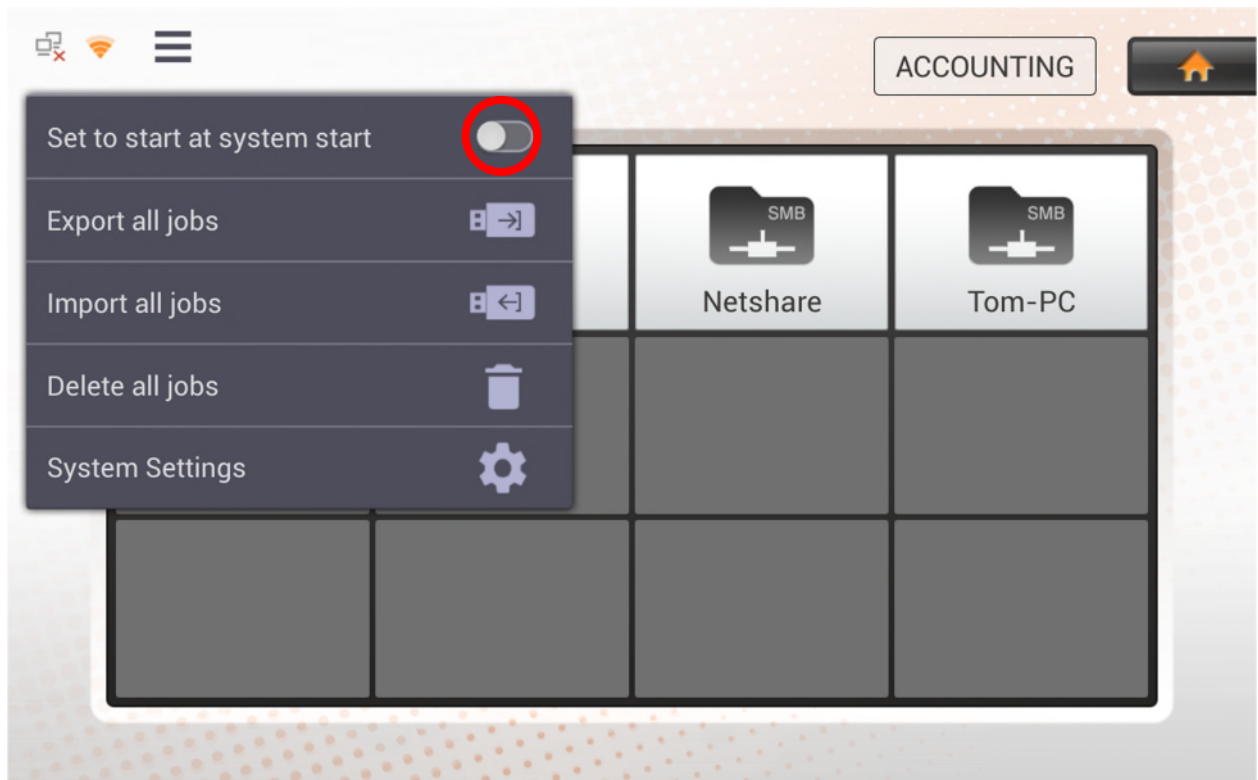 ACCOUNTING
Set to start at system start
Export all jobs
Import all jobs
Delete all jobs
System Settings
SMB
Netshare
SMB
Tom-PC